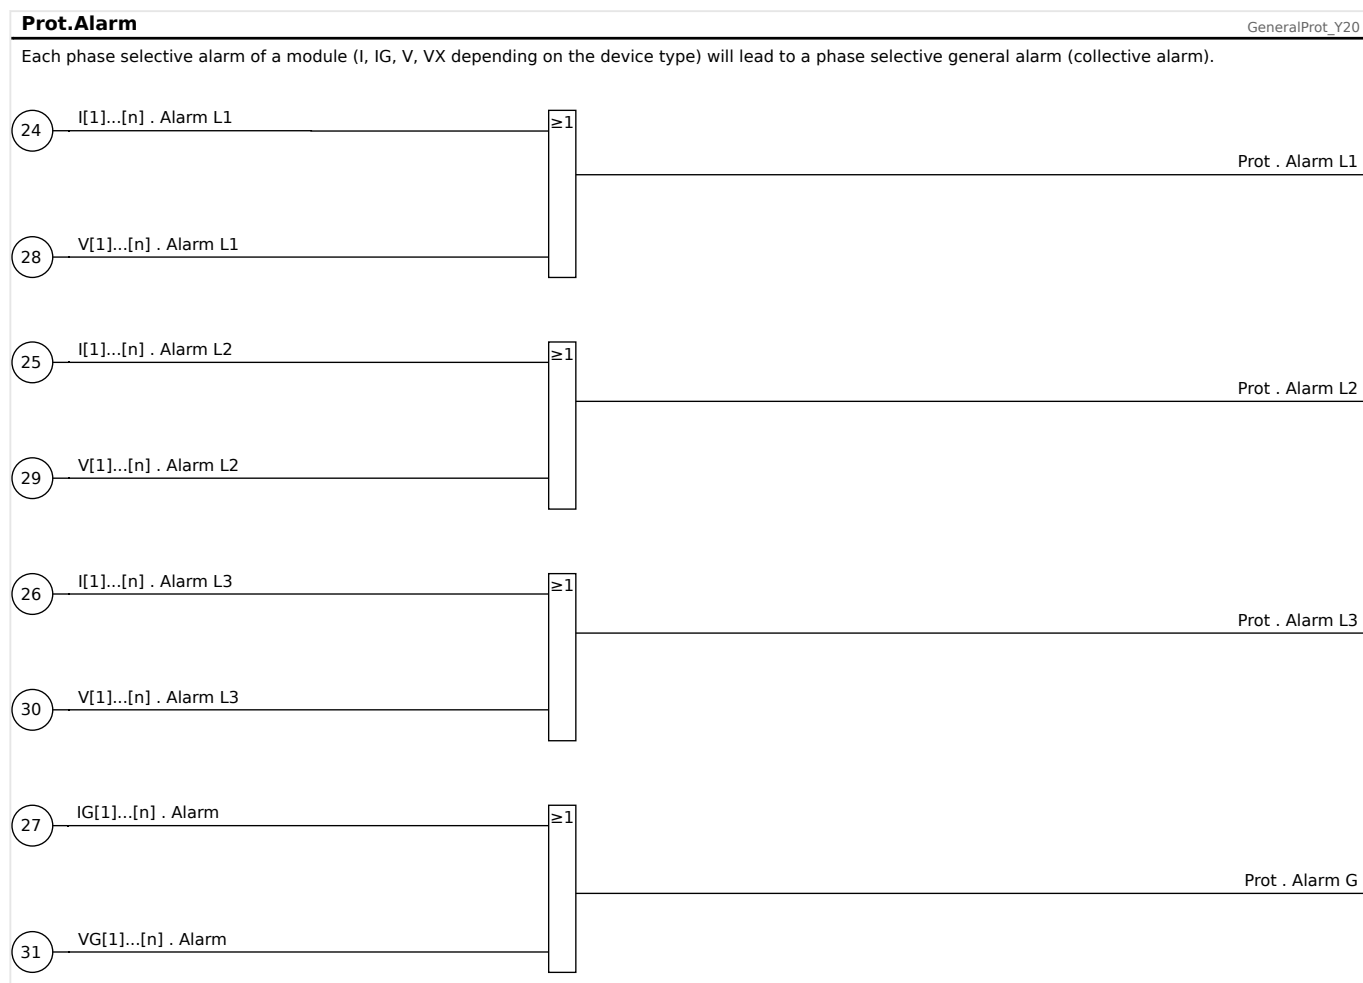 Prot.Alarm
GeneralProt_Y20
Each phase selective alarm of a module (I, IG, V, VX depending on the device type) will lead to a phase selective general alarm (collective alarm).
24
I[1]...[n] . Alarm L1
≥1
Prot . Alarm L1
28
V[1]...[n] . Alarm L1
25
I[1]...[n] . Alarm L2
≥1
Prot . Alarm L2
29
V[1]...[n] . Alarm L2
26
I[1]...[n] . Alarm L3
≥1
Prot . Alarm L3
30
V[1]...[n] . Alarm L3
27
IG[1]...[n] . Alarm
≥1
Prot . Alarm G
31
VG[1]...[n] . Alarm